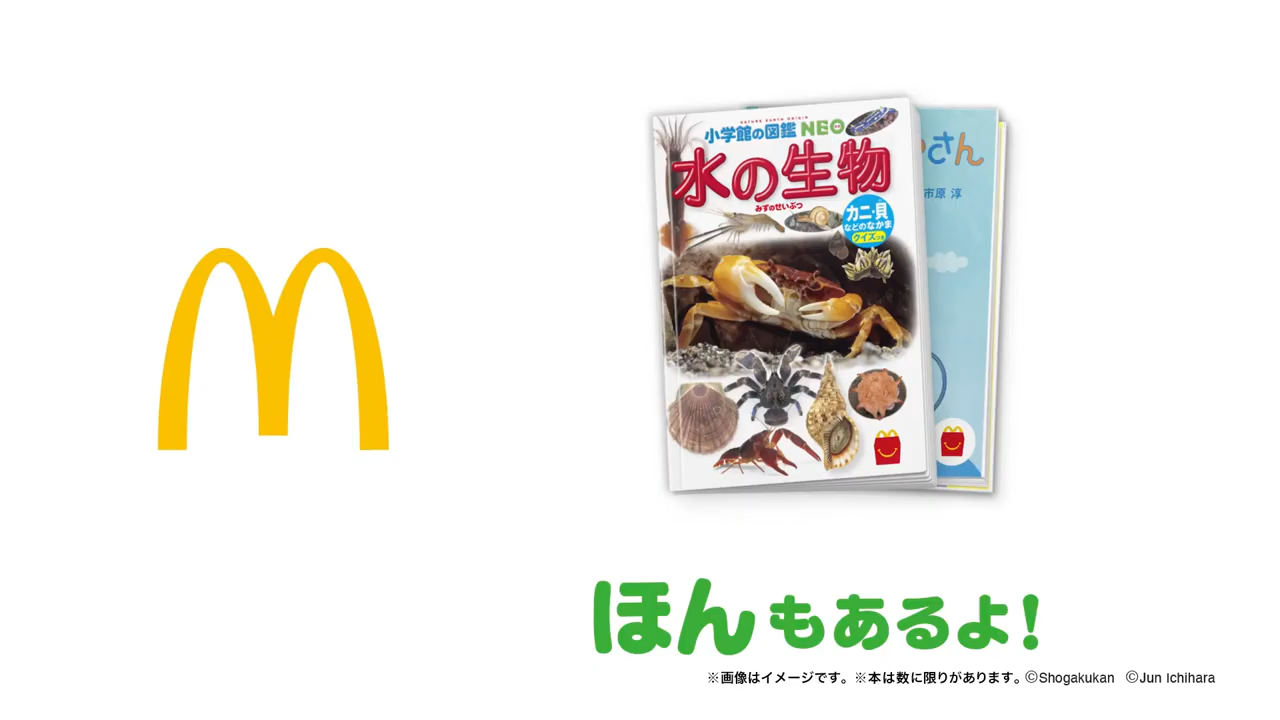 NATURE EARTH ORIGIN
小学館の図鑑 NEO
水の生物
みずのせいぶつ
カニ・貝
などのなかま
クイズつき
さん
市原 淳
ほんもあるよ!
※画像はイメージです。※本は数に限りがあります。©Shogakukan ©Jun Ichihara